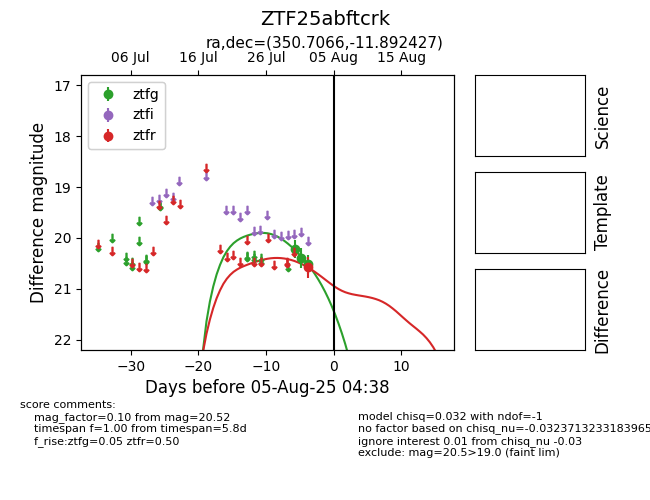 ZTF25abftcrk
ra,dec=(350.7066,-11.892427)
06 Jul 16 Jul 26 Jul 05 Aug 15 Aug
17
18
19
20
21
22
Difference magnitude
ztfg
ztfi
ztfr
−30 −20 −10 0 10
Days before 05-Aug-25 04:38
Science
Template
Difference
score comments:
mag_factor=0.10 from mag=20.52
timespan f=1.00 from timespan=5.8d
f_rise:ztfg=0.05 ztfr=0.50
model chisq=0.032 with ndof=-1
no factor based on chisq_nu=-0.0323713233183965
ignore interest 0.01 from chisq_nu -0.03
exclude: mag=20.5>19.0 (faint lim)